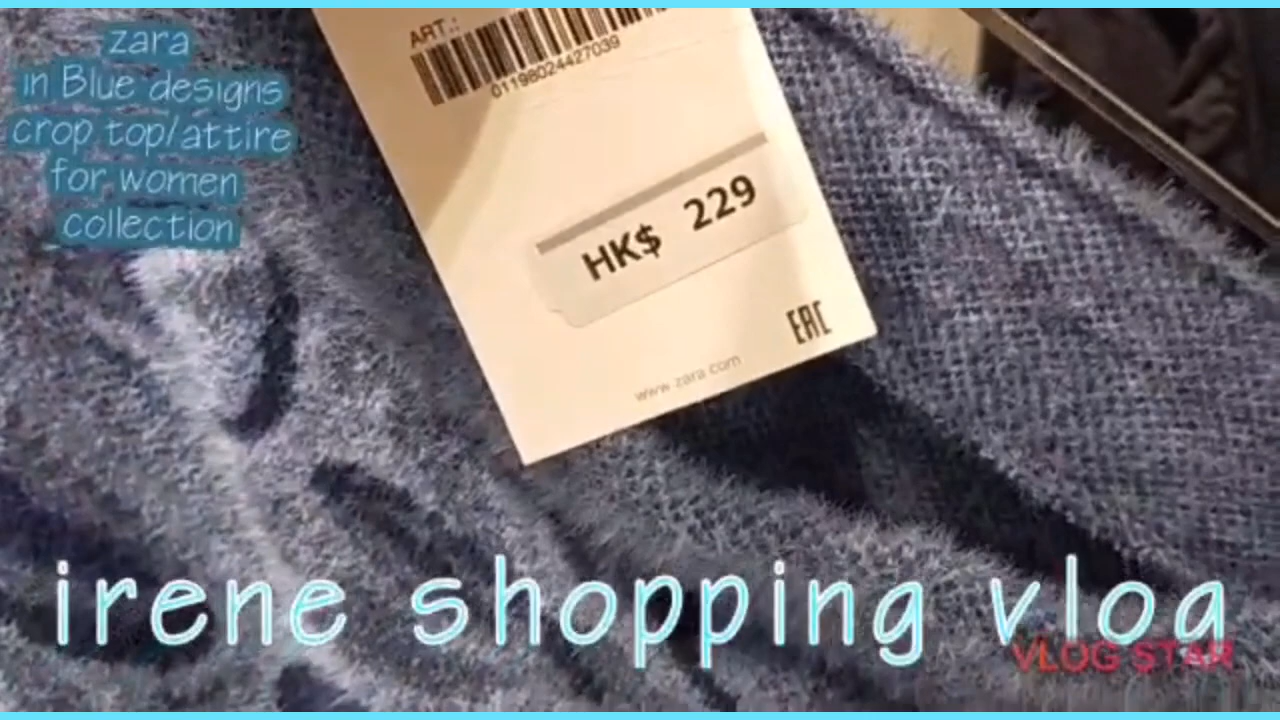 zara
in Blue designs
crop top/attire
for women
collection
ART.:
01198024427039
HK$ 229
EAC
www.zara.com
irene shopping vlog
VLOG STAR